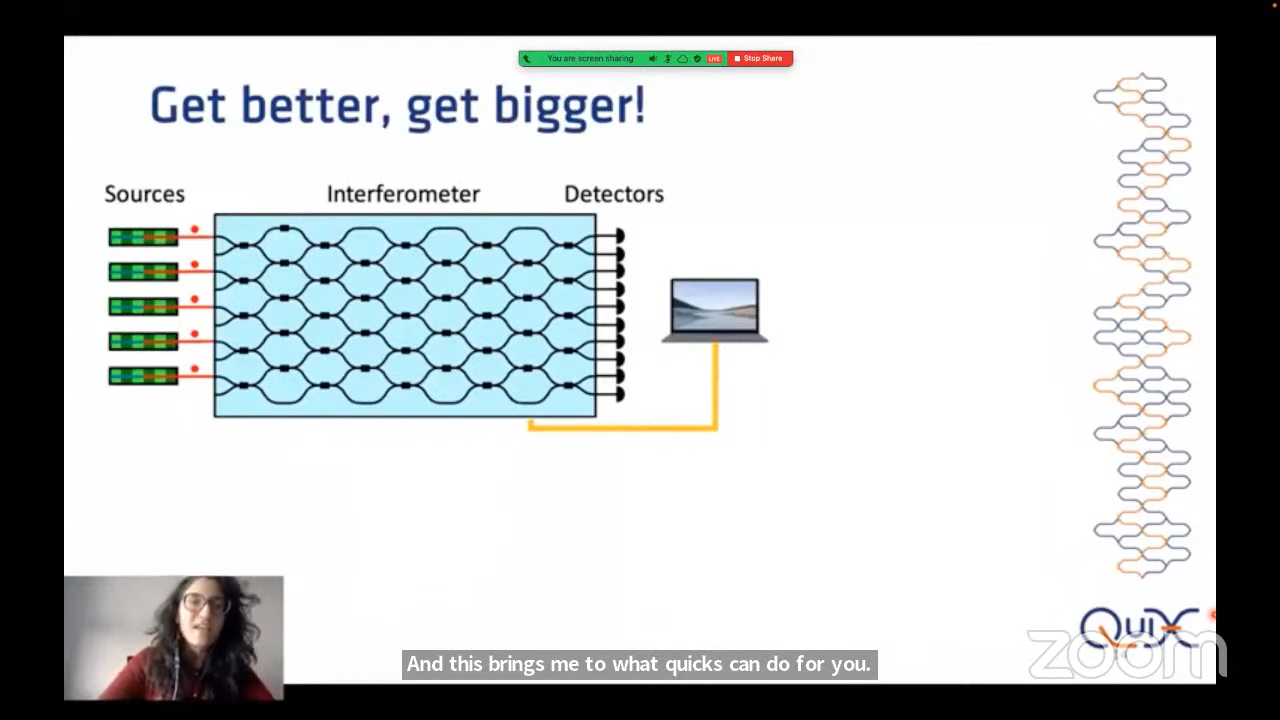 You are screen sharing LIVE Stop Share
Get better, get bigger!
Sources Interferometer Detectors
QuiX
zoom
And this brings me to what quicks can do for you.